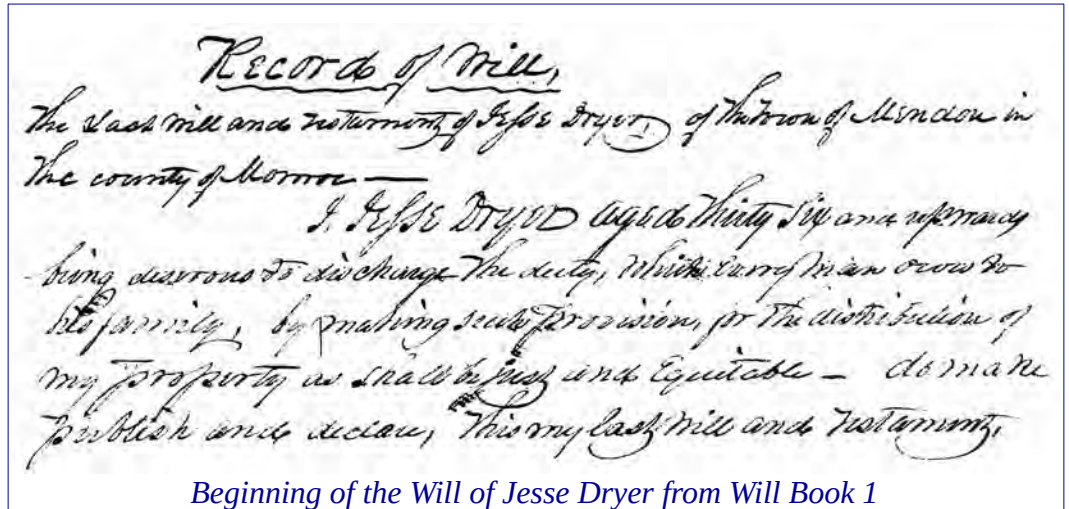 Record of Will,
The Last Will and Testament of Jesse Dryer, of the Town of Mendon in
the county of Monroe —
I. Jesse Dryer aged Thirty Six and upwards
being desirous to discharge the duty, which every man owes to
his family, by making such provision, for the distribution of
my property as shall be just and Equitable — do make
publish and declare, this my last Will and Testament,
Beginning of the Will of Jesse Dryer from Will Book 1